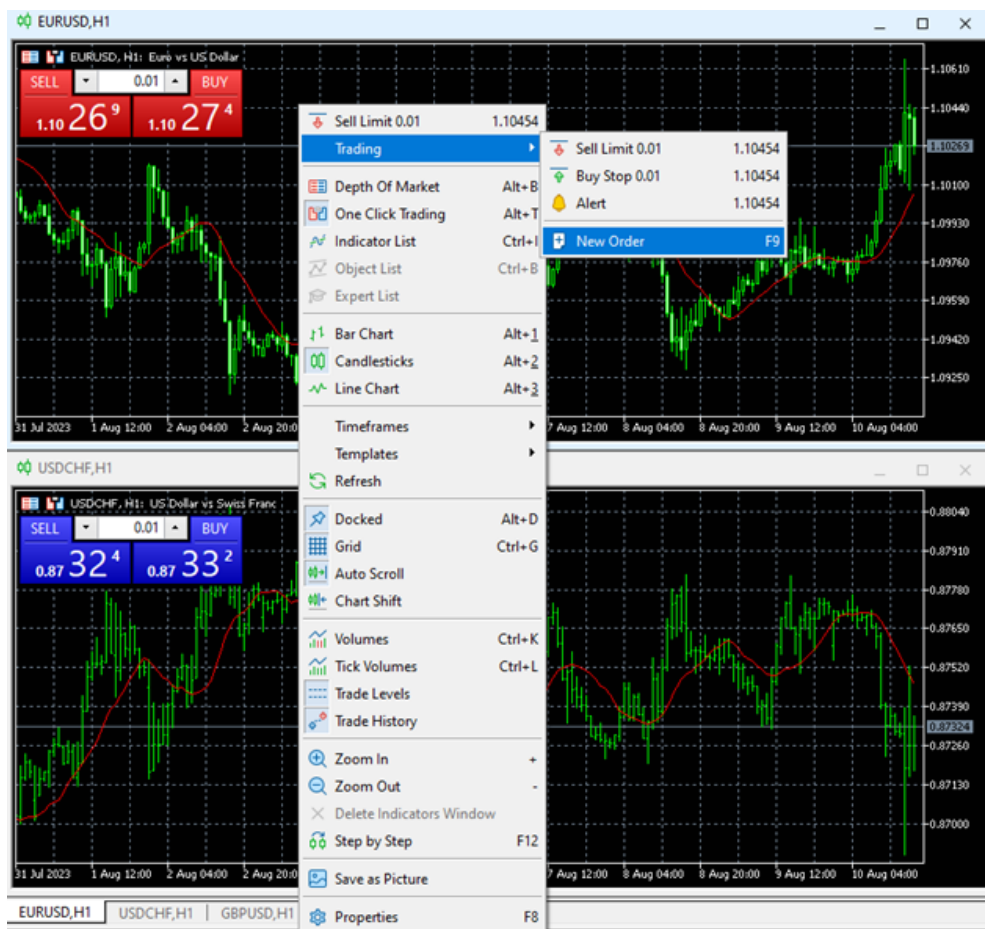 EURUSD,H1
EURUSD, H1: Euro vs US Dollar
SELL 0.01 BUY
1.10 26 9 1.10 27 4
1.10610
1.10440
1.10269
1.10100
1.09930
1.09760
1.09590
1.09420
1.09250
31 Jul 2023 1 Aug 12:00 2 Aug 04:00 2 Aug 20:0 7 Aug 12:00 8 Aug 04:00 8 Aug 20:00 9 Aug 12:00 10 Aug 04:00
Sell Limit 0.01 1.10454
Trading
Depth Of Market Alt+B
One Click Trading Alt+T
Indicator List Ctrl+I
Object List Ctrl+B
Expert List
Bar Chart Alt+1
Candlesticks Alt+2
Line Chart Alt+3
Timeframes
Templates
Refresh
Docked Alt+D
Grid Ctrl+G
Auto Scroll
Chart Shift
Volumes Ctrl+K
Tick Volumes Ctrl+L
Trade Levels
Trade History
Zoom In +
Zoom Out -
Delete Indicators Window
Step by Step F12
Save as Picture
Properties F8
Sell Limit 0.01 1.10454
Buy Stop 0.01 1.10454
Alert 1.10454
New Order F9
USDCHF,H1
USDCHF, H1: US Dollar vs Swiss Franc
SELL 0.01 BUY
0.87 32 4 0.87 33 2
0.88040
0.87910
0.87780
0.87650
0.87520
0.87390
0.87324
0.87260
0.87130
0.87000
31 Jul 2023 1 Aug 12:00 2 Aug 04:00 2 Aug 20:0 7 Aug 12:00 8 Aug 04:00 8 Aug 20:00 9 Aug 12:00 10 Aug 04:00
EURUSD,H1 USDCHF,H1 GBPUSD,H1